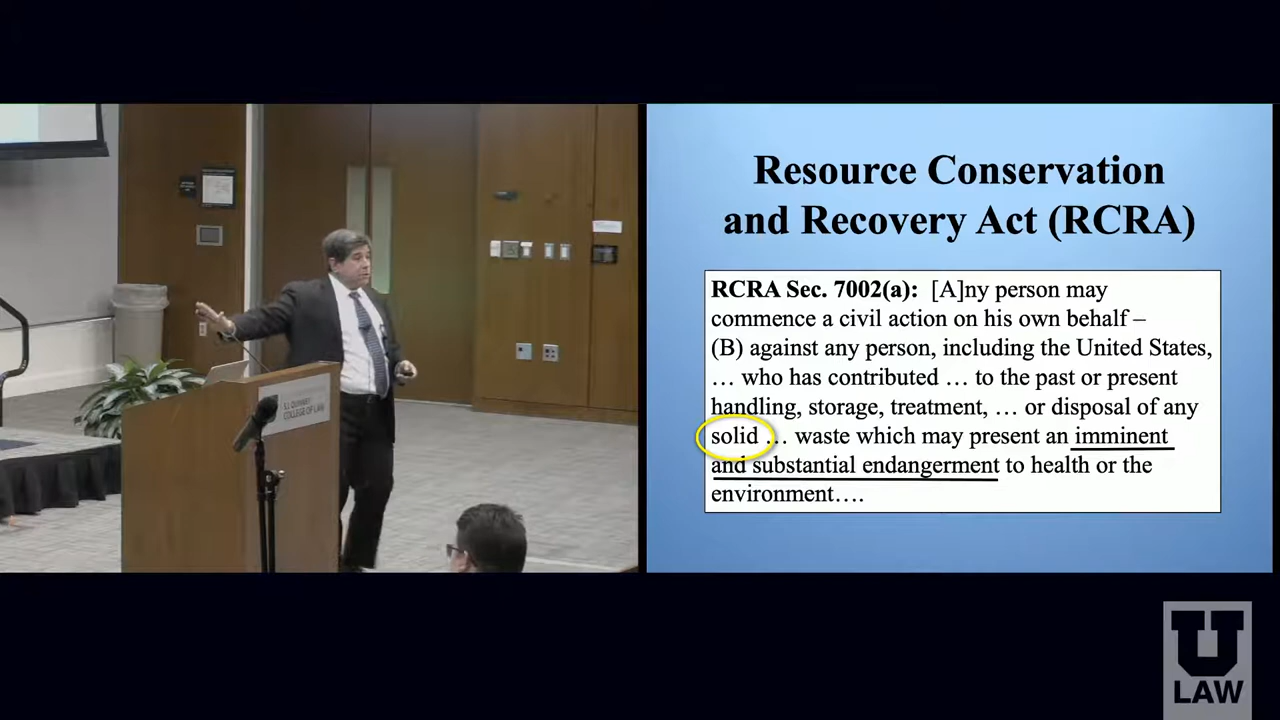 Resource Conservation
and Recovery Act (RCRA)
RCRA Sec. 7002(a): [A]ny person may
commence a civil action on his own behalf –
(B) against any person, including the United States,
… who has contributed … to the past or present
handling, storage, treatment, … or disposal of any
solid … waste which may present an imminent
and substantial endangerment to health or the
environment….
S.J. QUINNEY
COLLEGE OF LAW
U
LAW